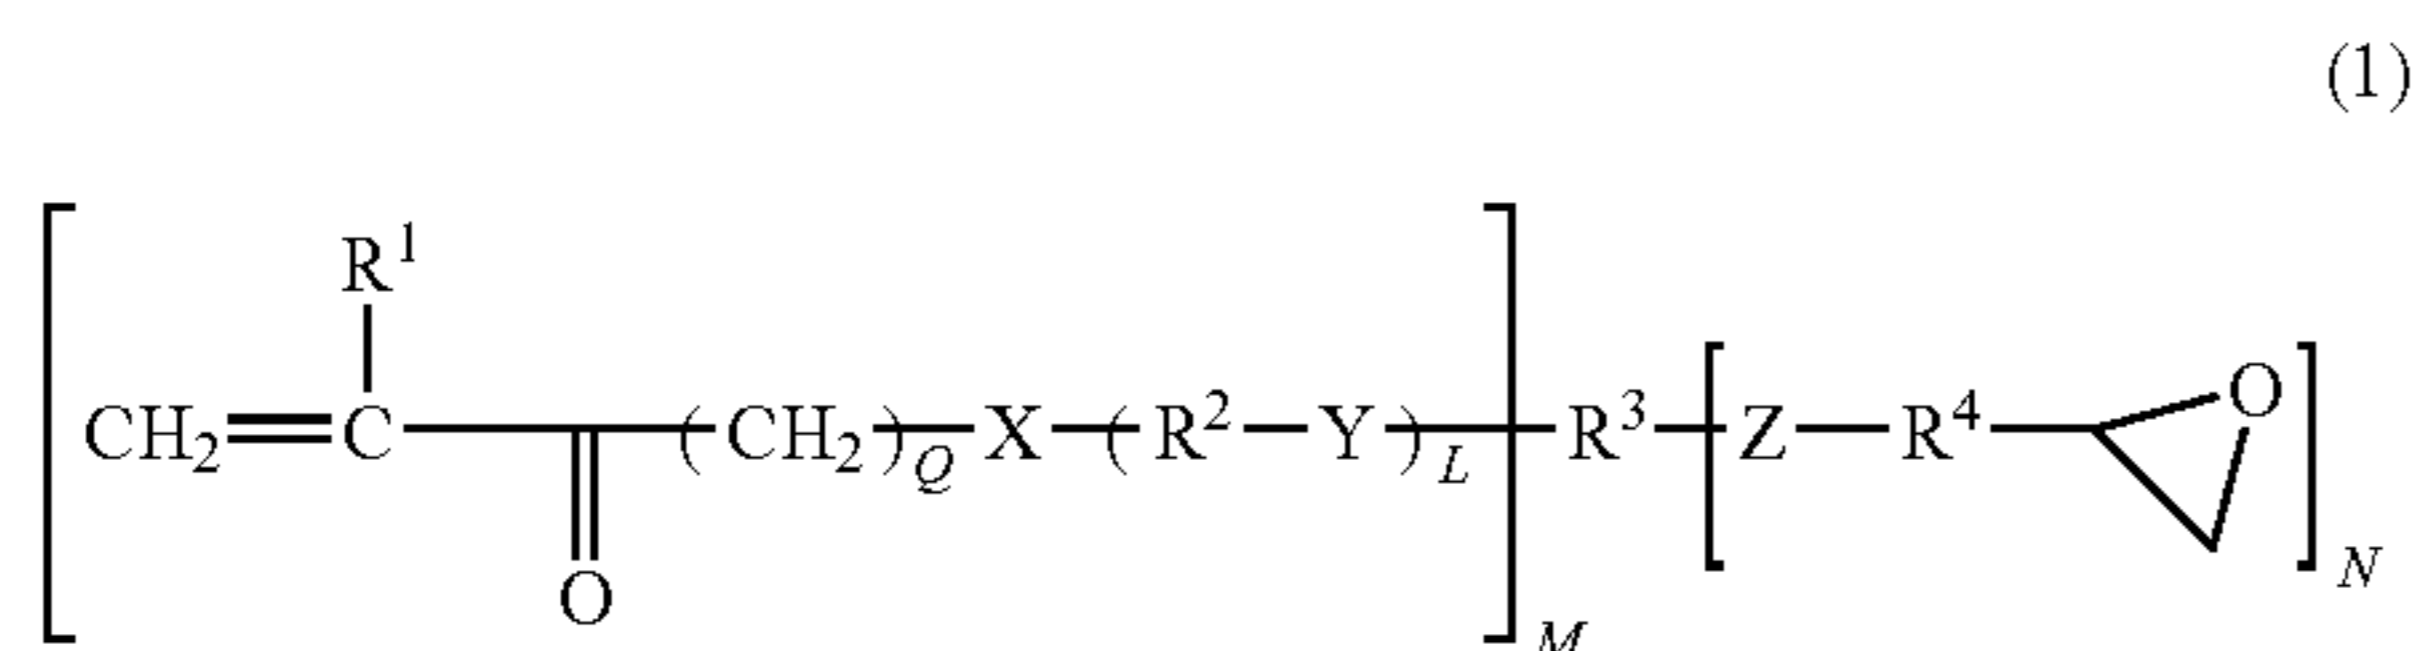 (1)
R¹
CH₂=C—(CH₂)Q—X—(R²—Y)L—R³—[Z—R⁴—O]N
O
M